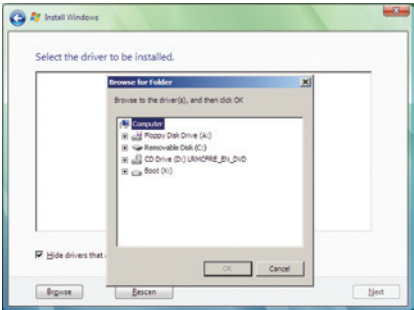 Install Windows
Select the driver to be installed.
Browse for Folder
Browse to the driver(s), and then click OK
Computer
Floppy Disk Drive (A:)
Removable Disk (C:)
CD Drive (D:) LRMCFRE_EN_DVD
Boot (X:)
Hide drivers that
OK
Cancel
Browse
Rescan
Next